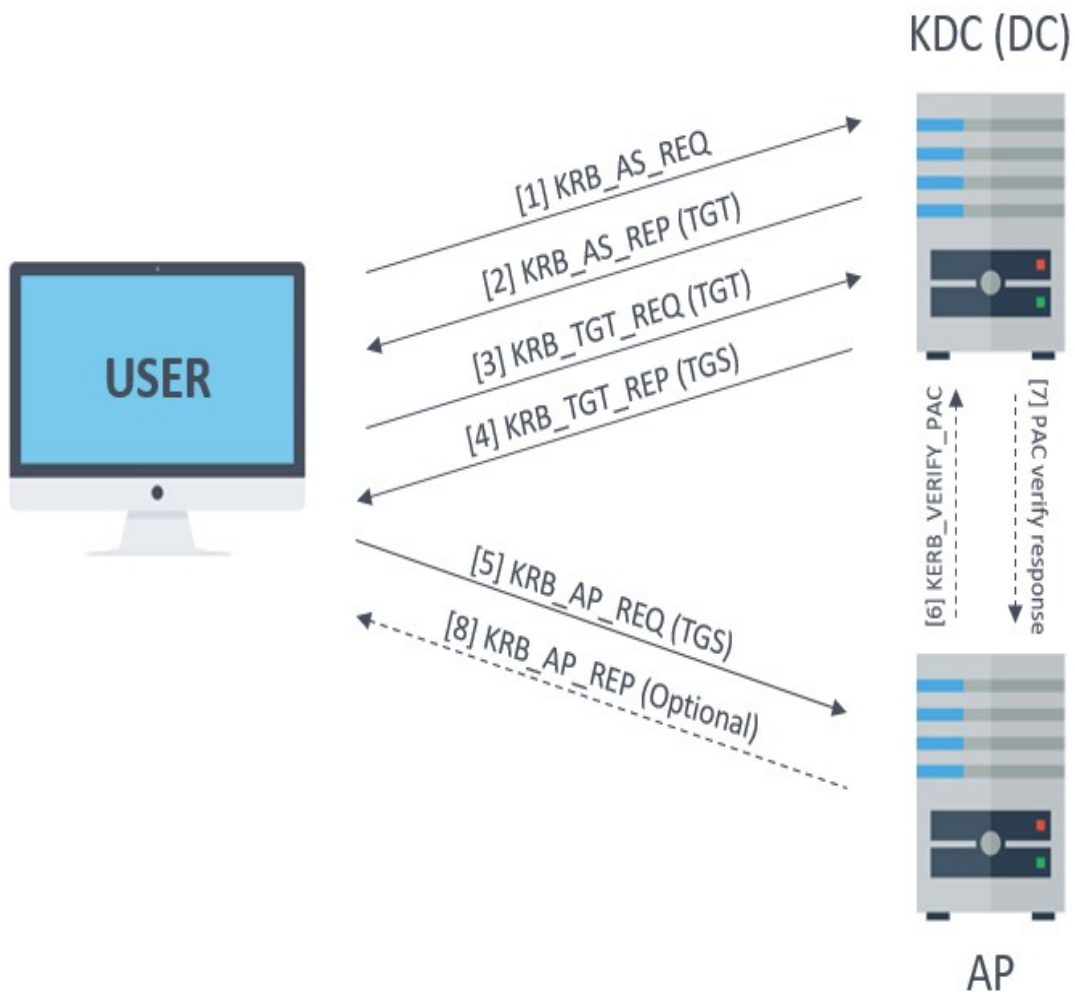 KDC (DC)
[1] KRB_AS_REQ
[2] KRB_AS_REP (TGT)
[3] KRB_TGT_REQ (TGT)
[4] KRB_TGT_REP (TGS)
USER
[6] KERB_VERIFY_PAC
[7] PAC verify response
[5] KRB_AP_REQ (TGS)
[8] KRB_AP_REP (Optional)
AP